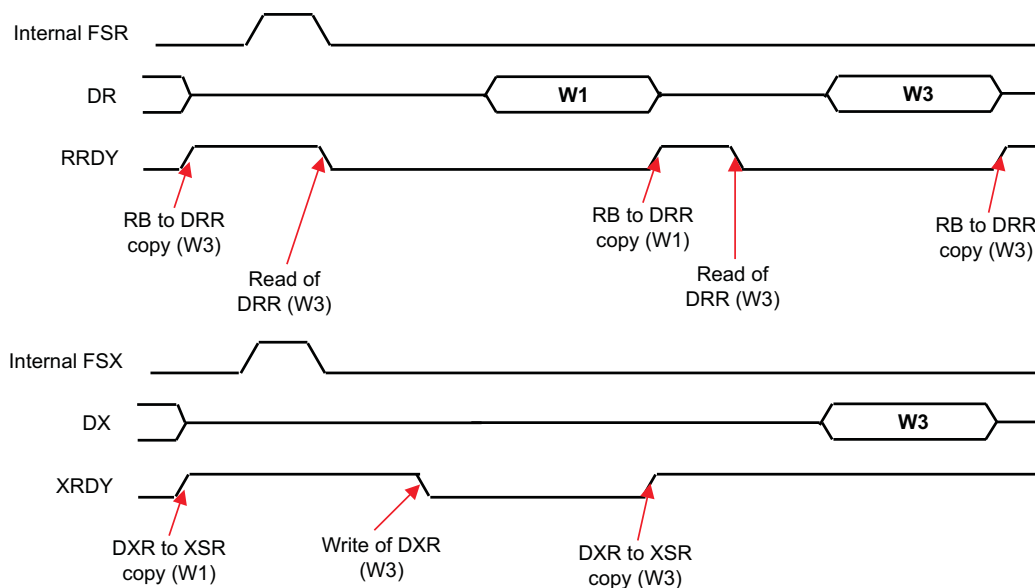 Internal FSR
DR
W1
W3
RRDY
RB to DRR
copy (W3)
Read of
DRR (W3)
RB to DRR
copy (W1)
Read of
DRR (W3)
RB to DRR
copy (W3)
Internal FSX
DX
W3
XRDY
DXR to XSR
copy (W1)
Write of DXR
(W3)
DXR to XSR
copy (W3)